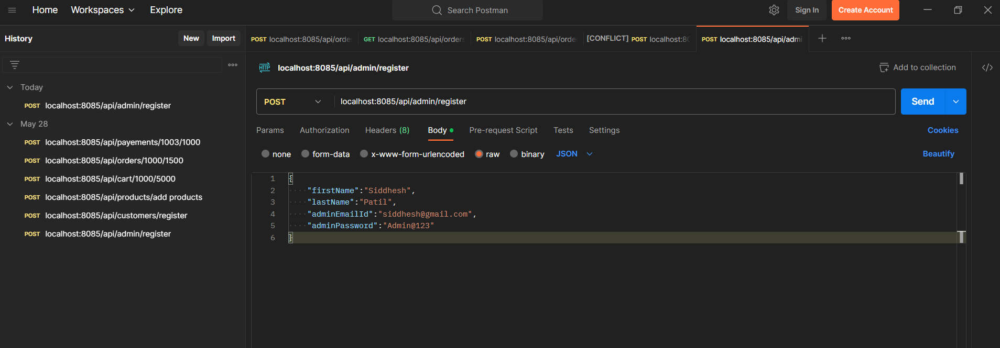 Home Workspaces Explore Search Postman Sign In Create Account
History New Import
POST localhost:8085/api/orde GET localhost:8085/api/orders POST localhost:8085/api/orde [CONFLICT] POST localhost:80 POST localhost:8085/api/admi
HTTP localhost:8085/api/admin/register Add to collection </>
Today
POST localhost:8085/api/admin/register
May 28
POST localhost:8085/api/payements/1003/1000
POST localhost:8085/api/orders/1000/1500
POST localhost:8085/api/cart/1000/5000
POST localhost:8085/api/products/add products
POST localhost:8085/api/customers/register
POST localhost:8085/api/admin/register
POST localhost:8085/api/admin/register Send
Params Authorization Headers (8) Body Pre-request Script Tests Settings Cookies
none form-data x-www-form-urlencoded raw binary JSON Beautify
1 {
2 "firstName":"Siddhesh",
3 "lastName":"Patil",
4 "adminEmailId":"siddhesh@gmail.com",
5 "adminPassword":"Admin@123"
6 }